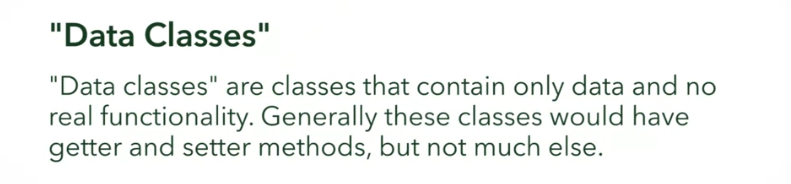 "Data Classes"
"Data classes" are classes that contain only data and no
real functionality. Generally these classes would have
getter and setter methods, but not much else.